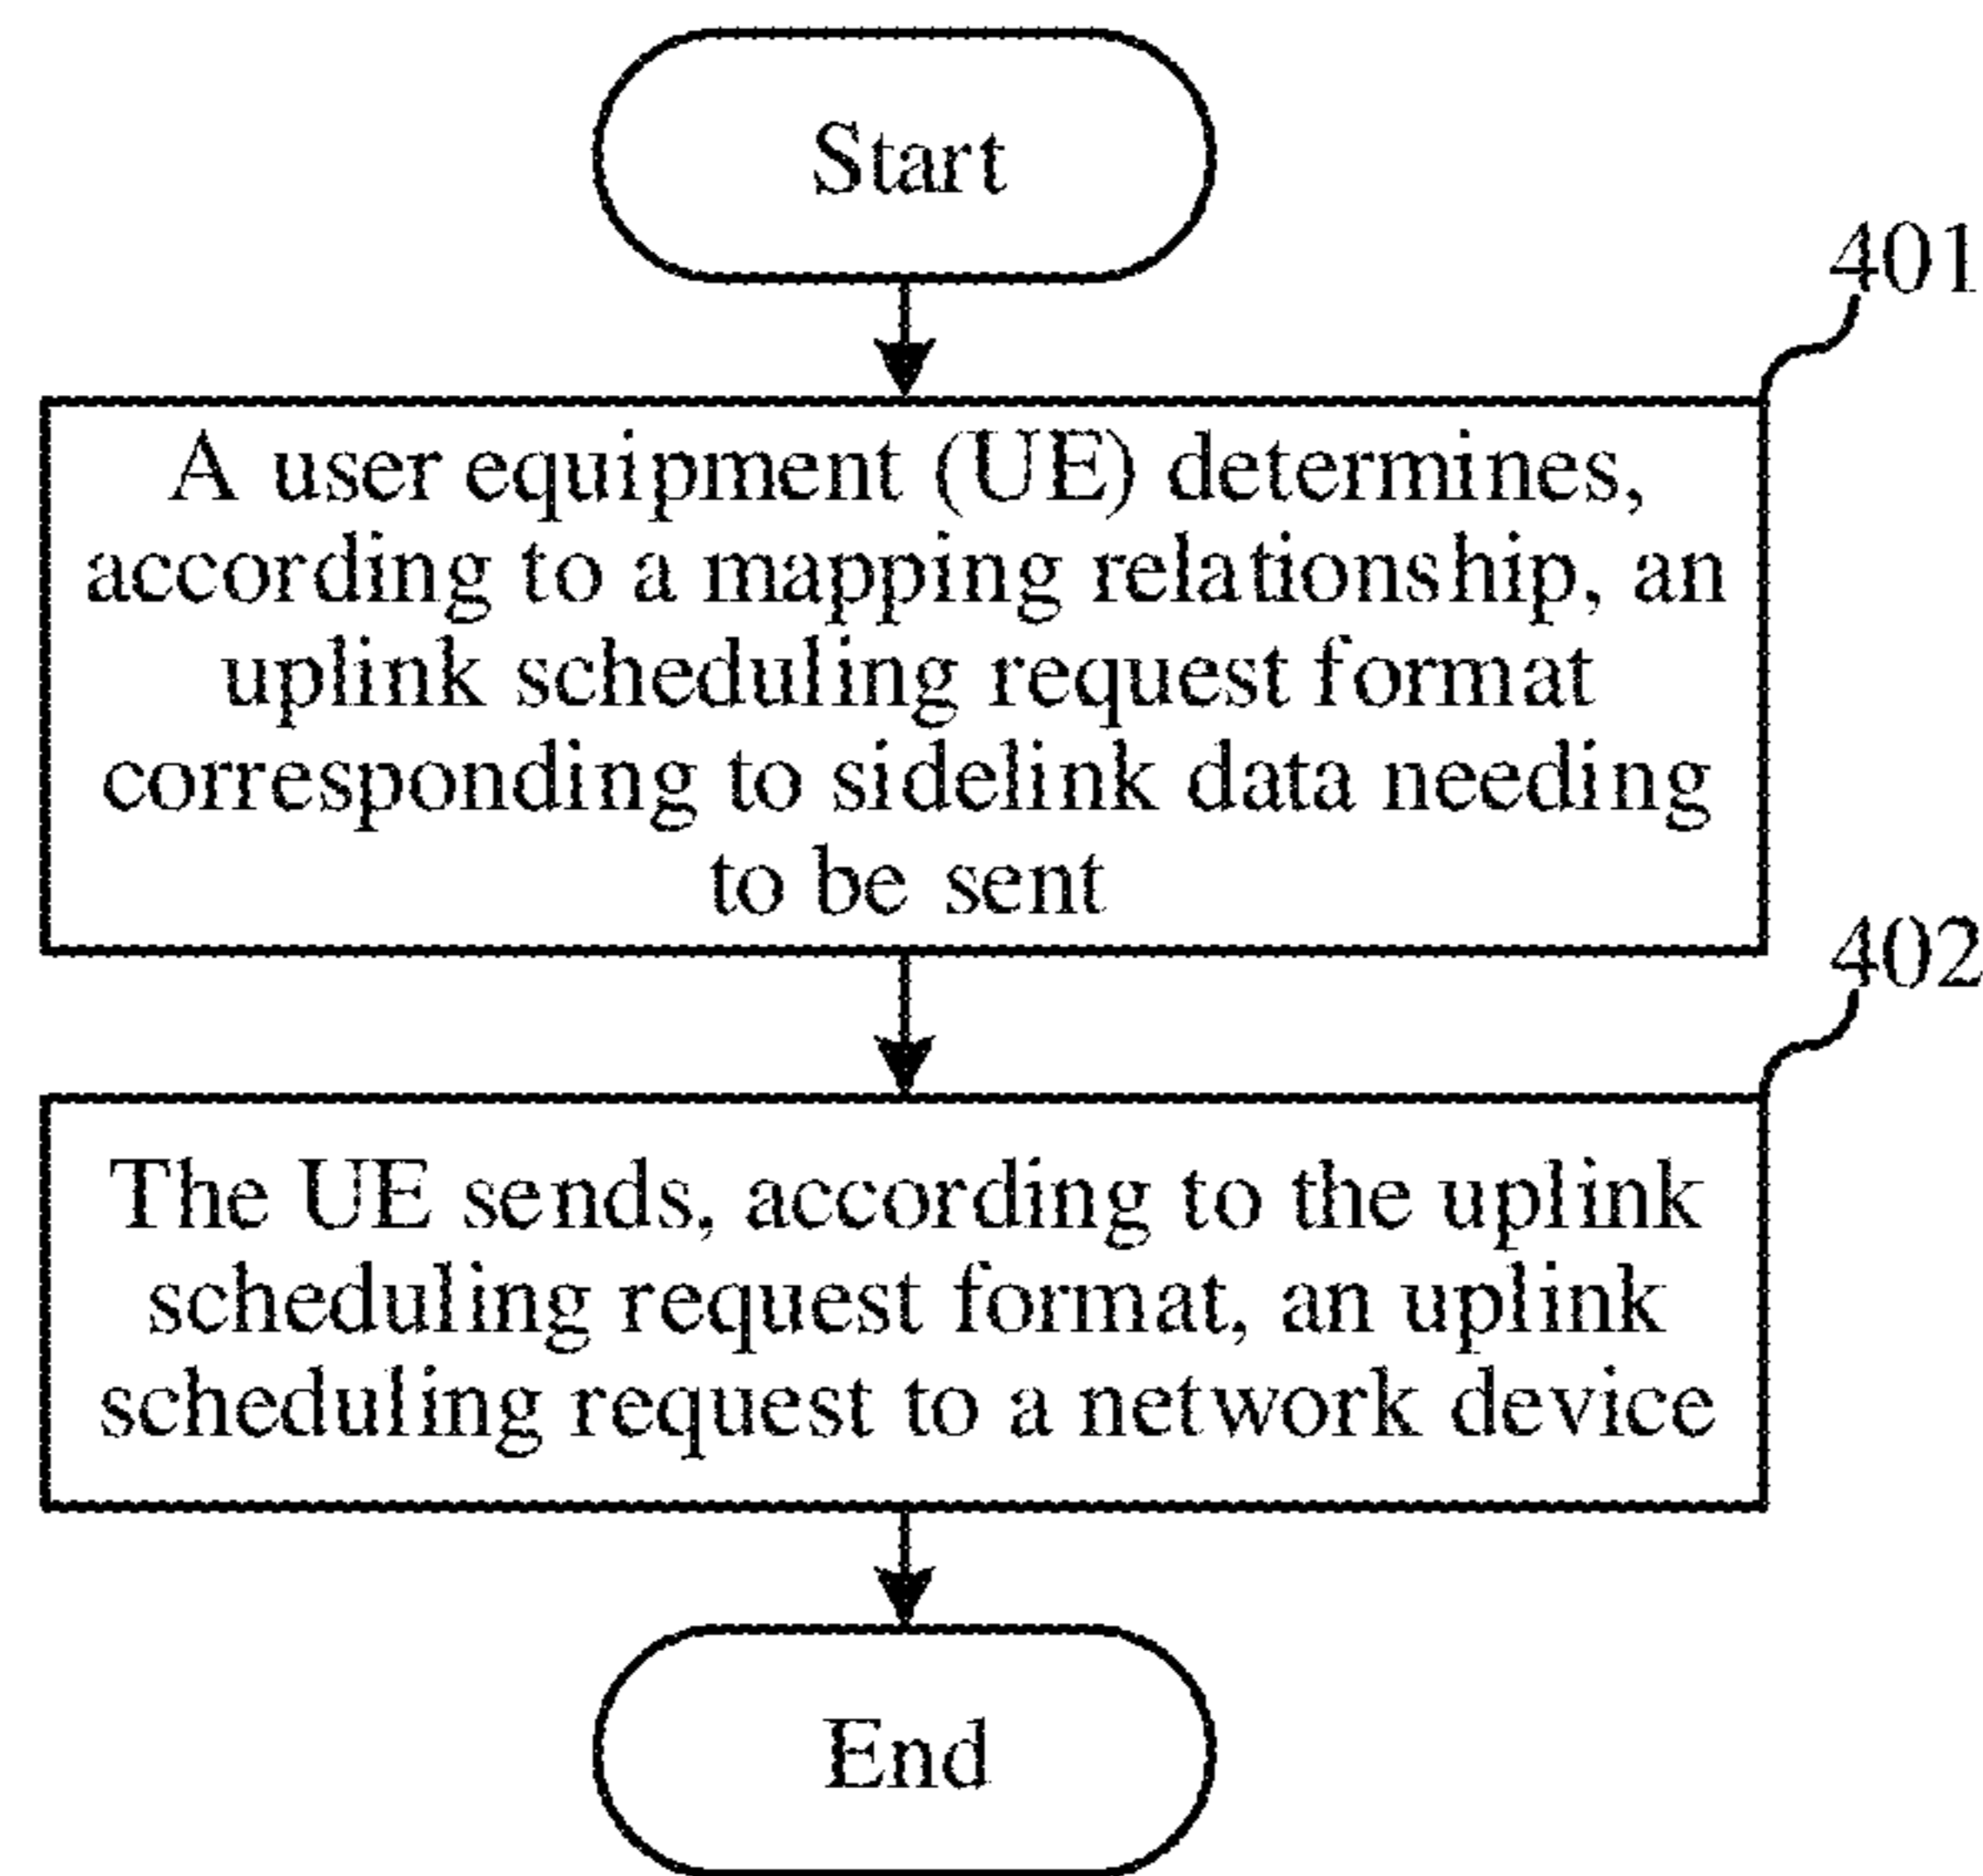 Start
401
A user equipment (UE) determines,
according to a mapping relationship, an
uplink scheduling request format
corresponding to sidelink data needing
to be sent
402
The UE sends, according to the uplink
scheduling request format, an uplink
scheduling request to a network device
End